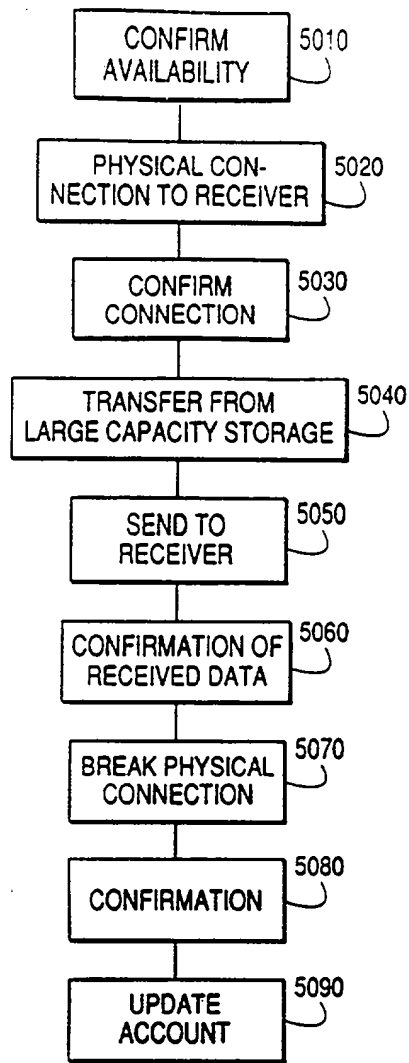 CONFIRM
AVAILABILITY
5010
PHYSICAL CON-
NECTION TO RECEIVER
5020
CONFIRM
CONNECTION
5030
TRANSFER FROM
LARGE CAPACITY STORAGE
5040
SEND TO
RECEIVER
5050
CONFIRMATION OF
RECEIVED DATA
5060
BREAK PHYSICAL
CONNECTION
5070
CONFIRMATION
5080
UPDATE
ACCOUNT
5090